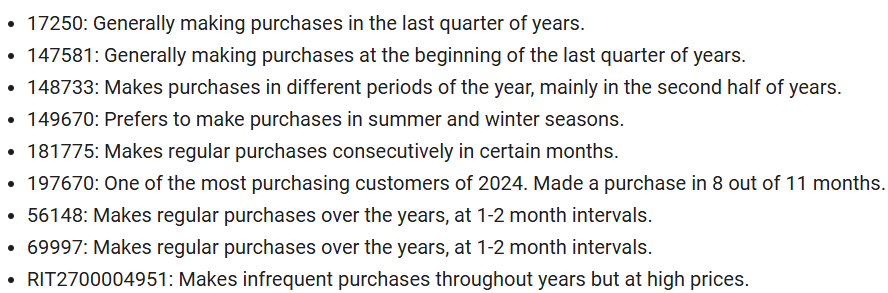 • 17250: Generally making purchases in the last quarter of years.
• 147581: Generally making purchases at the beginning of the last quarter of years.
• 148733: Makes purchases in different periods of the year, mainly in the second half of years.
• 149670: Prefers to make purchases in summer and winter seasons.
• 181775: Makes regular purchases consecutively in certain months.
• 197670: One of the most purchasing customers of 2024. Made a purchase in 8 out of 11 months.
• 56148: Makes regular purchases over the years, at 1-2 month intervals.
• 69997: Makes regular purchases over the years, at 1-2 month intervals.
• RIT2700004951: Makes infrequent purchases throughout years but at high prices.